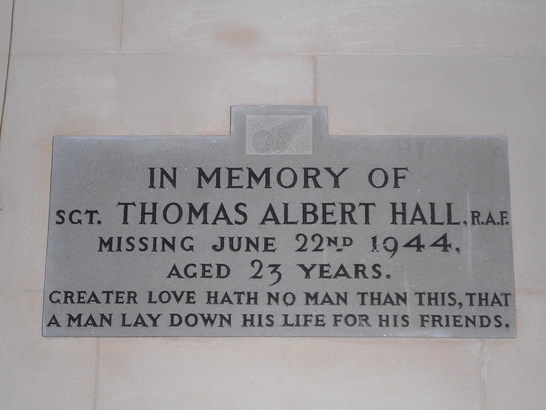 IN MEMORY OF
SGT. THOMAS ALBERT HALL, R.A.F.
MISSING JUNE 22ND 1944,
AGED 23 YEARS.
GREATER LOVE HATH NO MAN THAN THIS, THAT
A MAN LAY DOWN HIS LIFE FOR HIS FRIENDS.